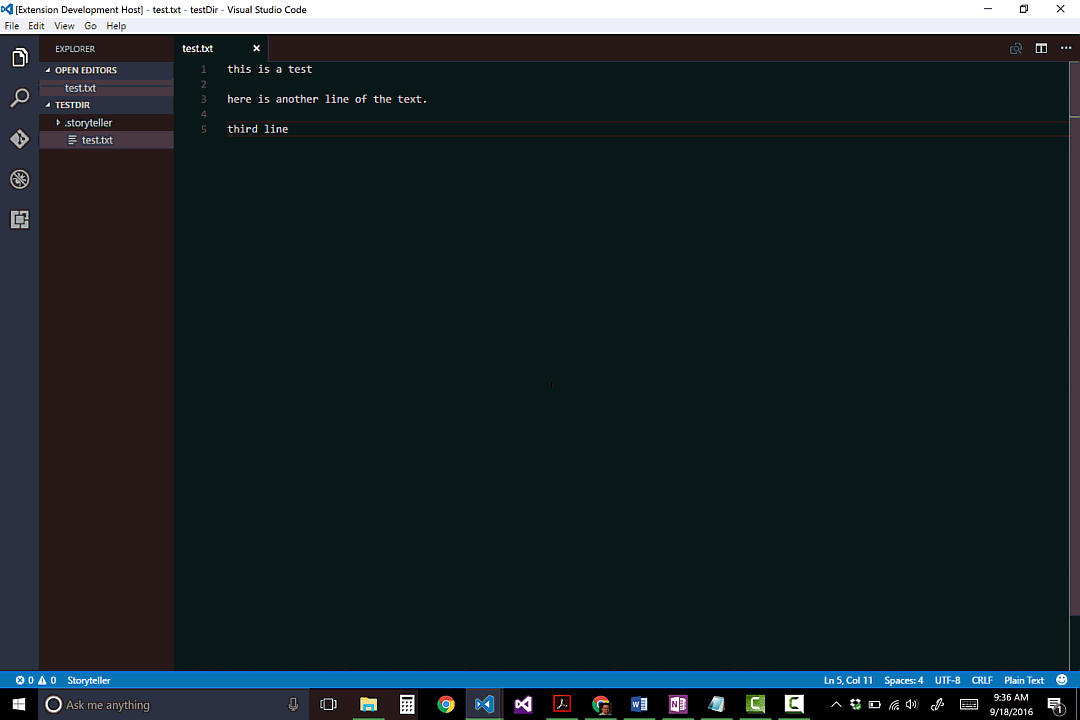 [Extension Development Host] - test.txt - testDir - Visual Studio Code
File Edit View Go Help
EXPLORER
OPEN EDITORS
test.txt
TESTDIR
.storyteller
test.txt
test.txt
1 this is a test
2
3 here is another line of the text.
4
5 third line
0 0 Storyteller Ln 5, Col 11 Spaces: 4 UTF-8 CRLF Plain Text
Ask me anything
9:36 AM
9/18/2016
1